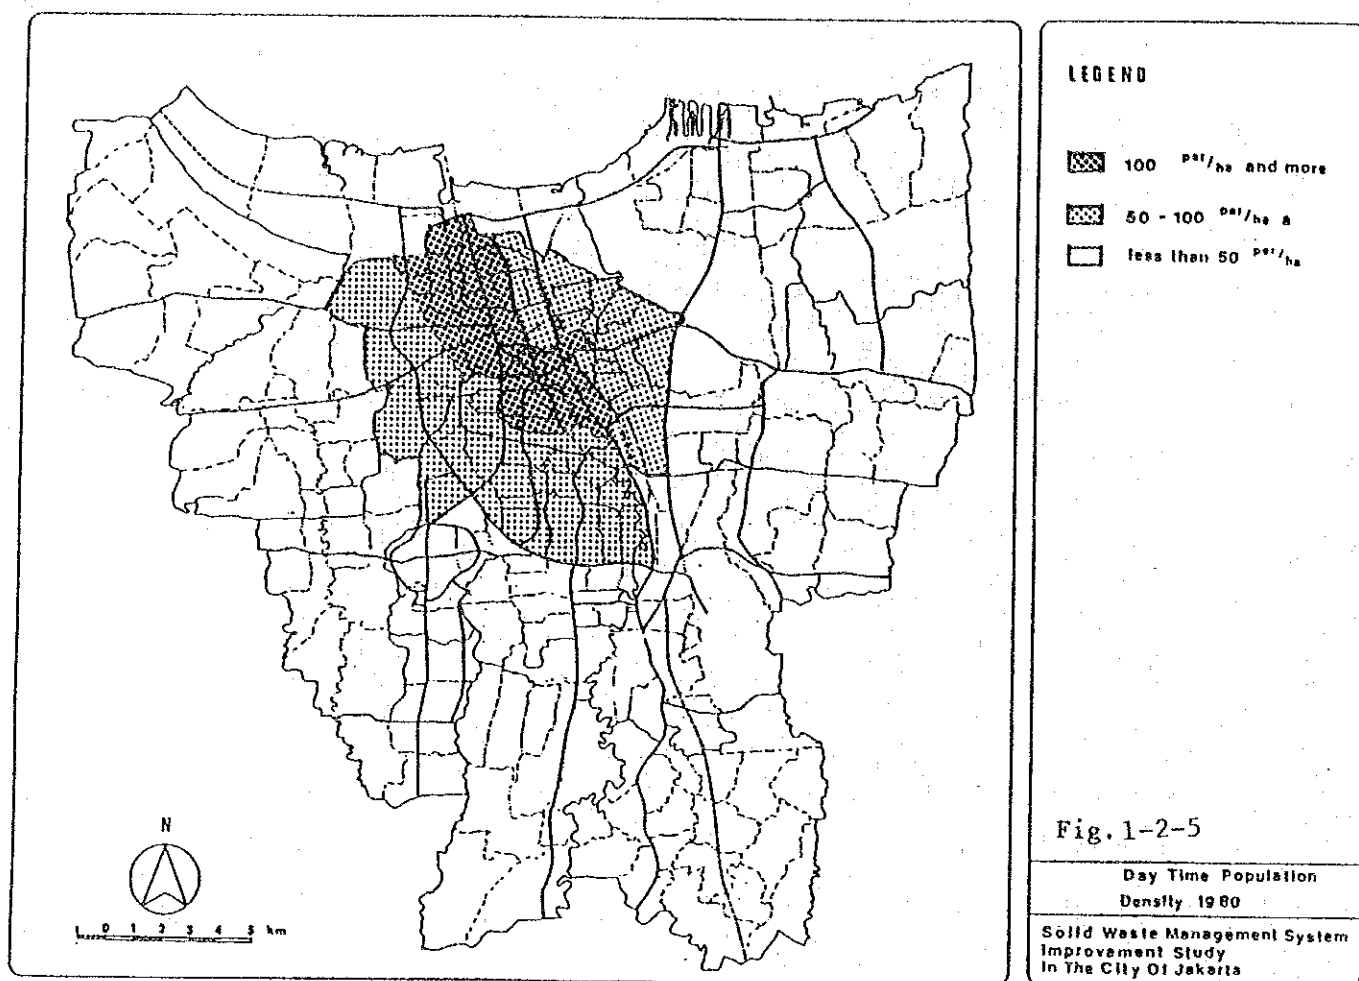 LEGEND
100 per/ha and more
50 - 100 per/ha a
less than 50 per/ha
N
0 1 2 3 4 5 km
Fig. 1-2-5
Day Time Population
Density 1980
Solid Waste Management System
Improvement Study
In The City Of Jakarta